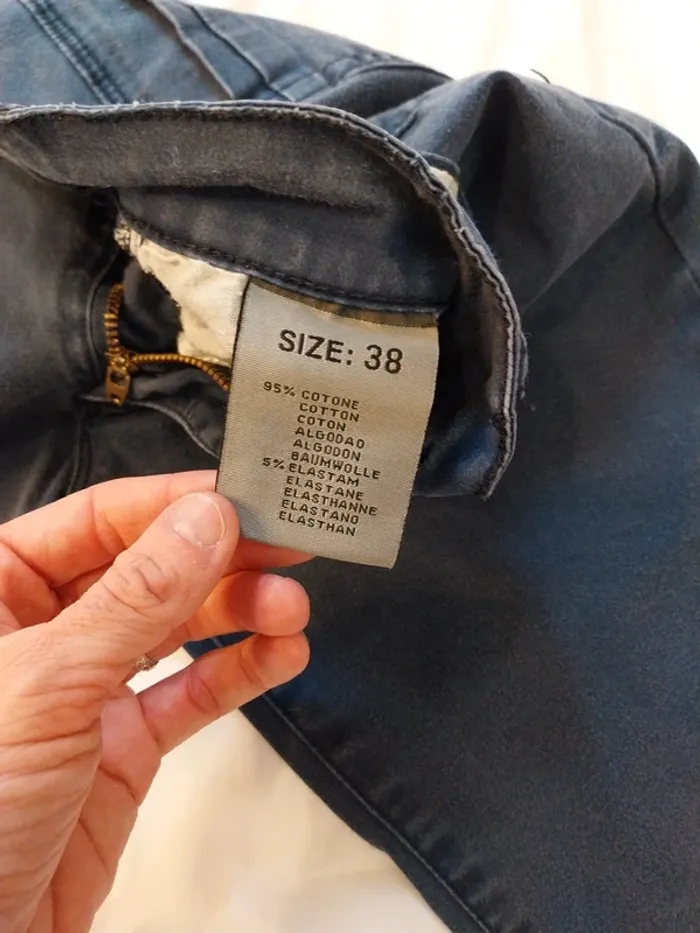 SIZE: 38
95% COTONE
COTTON
COTON
ALGODAO
ALGODON
BAUMWOLLE
5% ELASTAM
ELASTANE
ELASTHANNE
ELASTANO
ELASTHAN